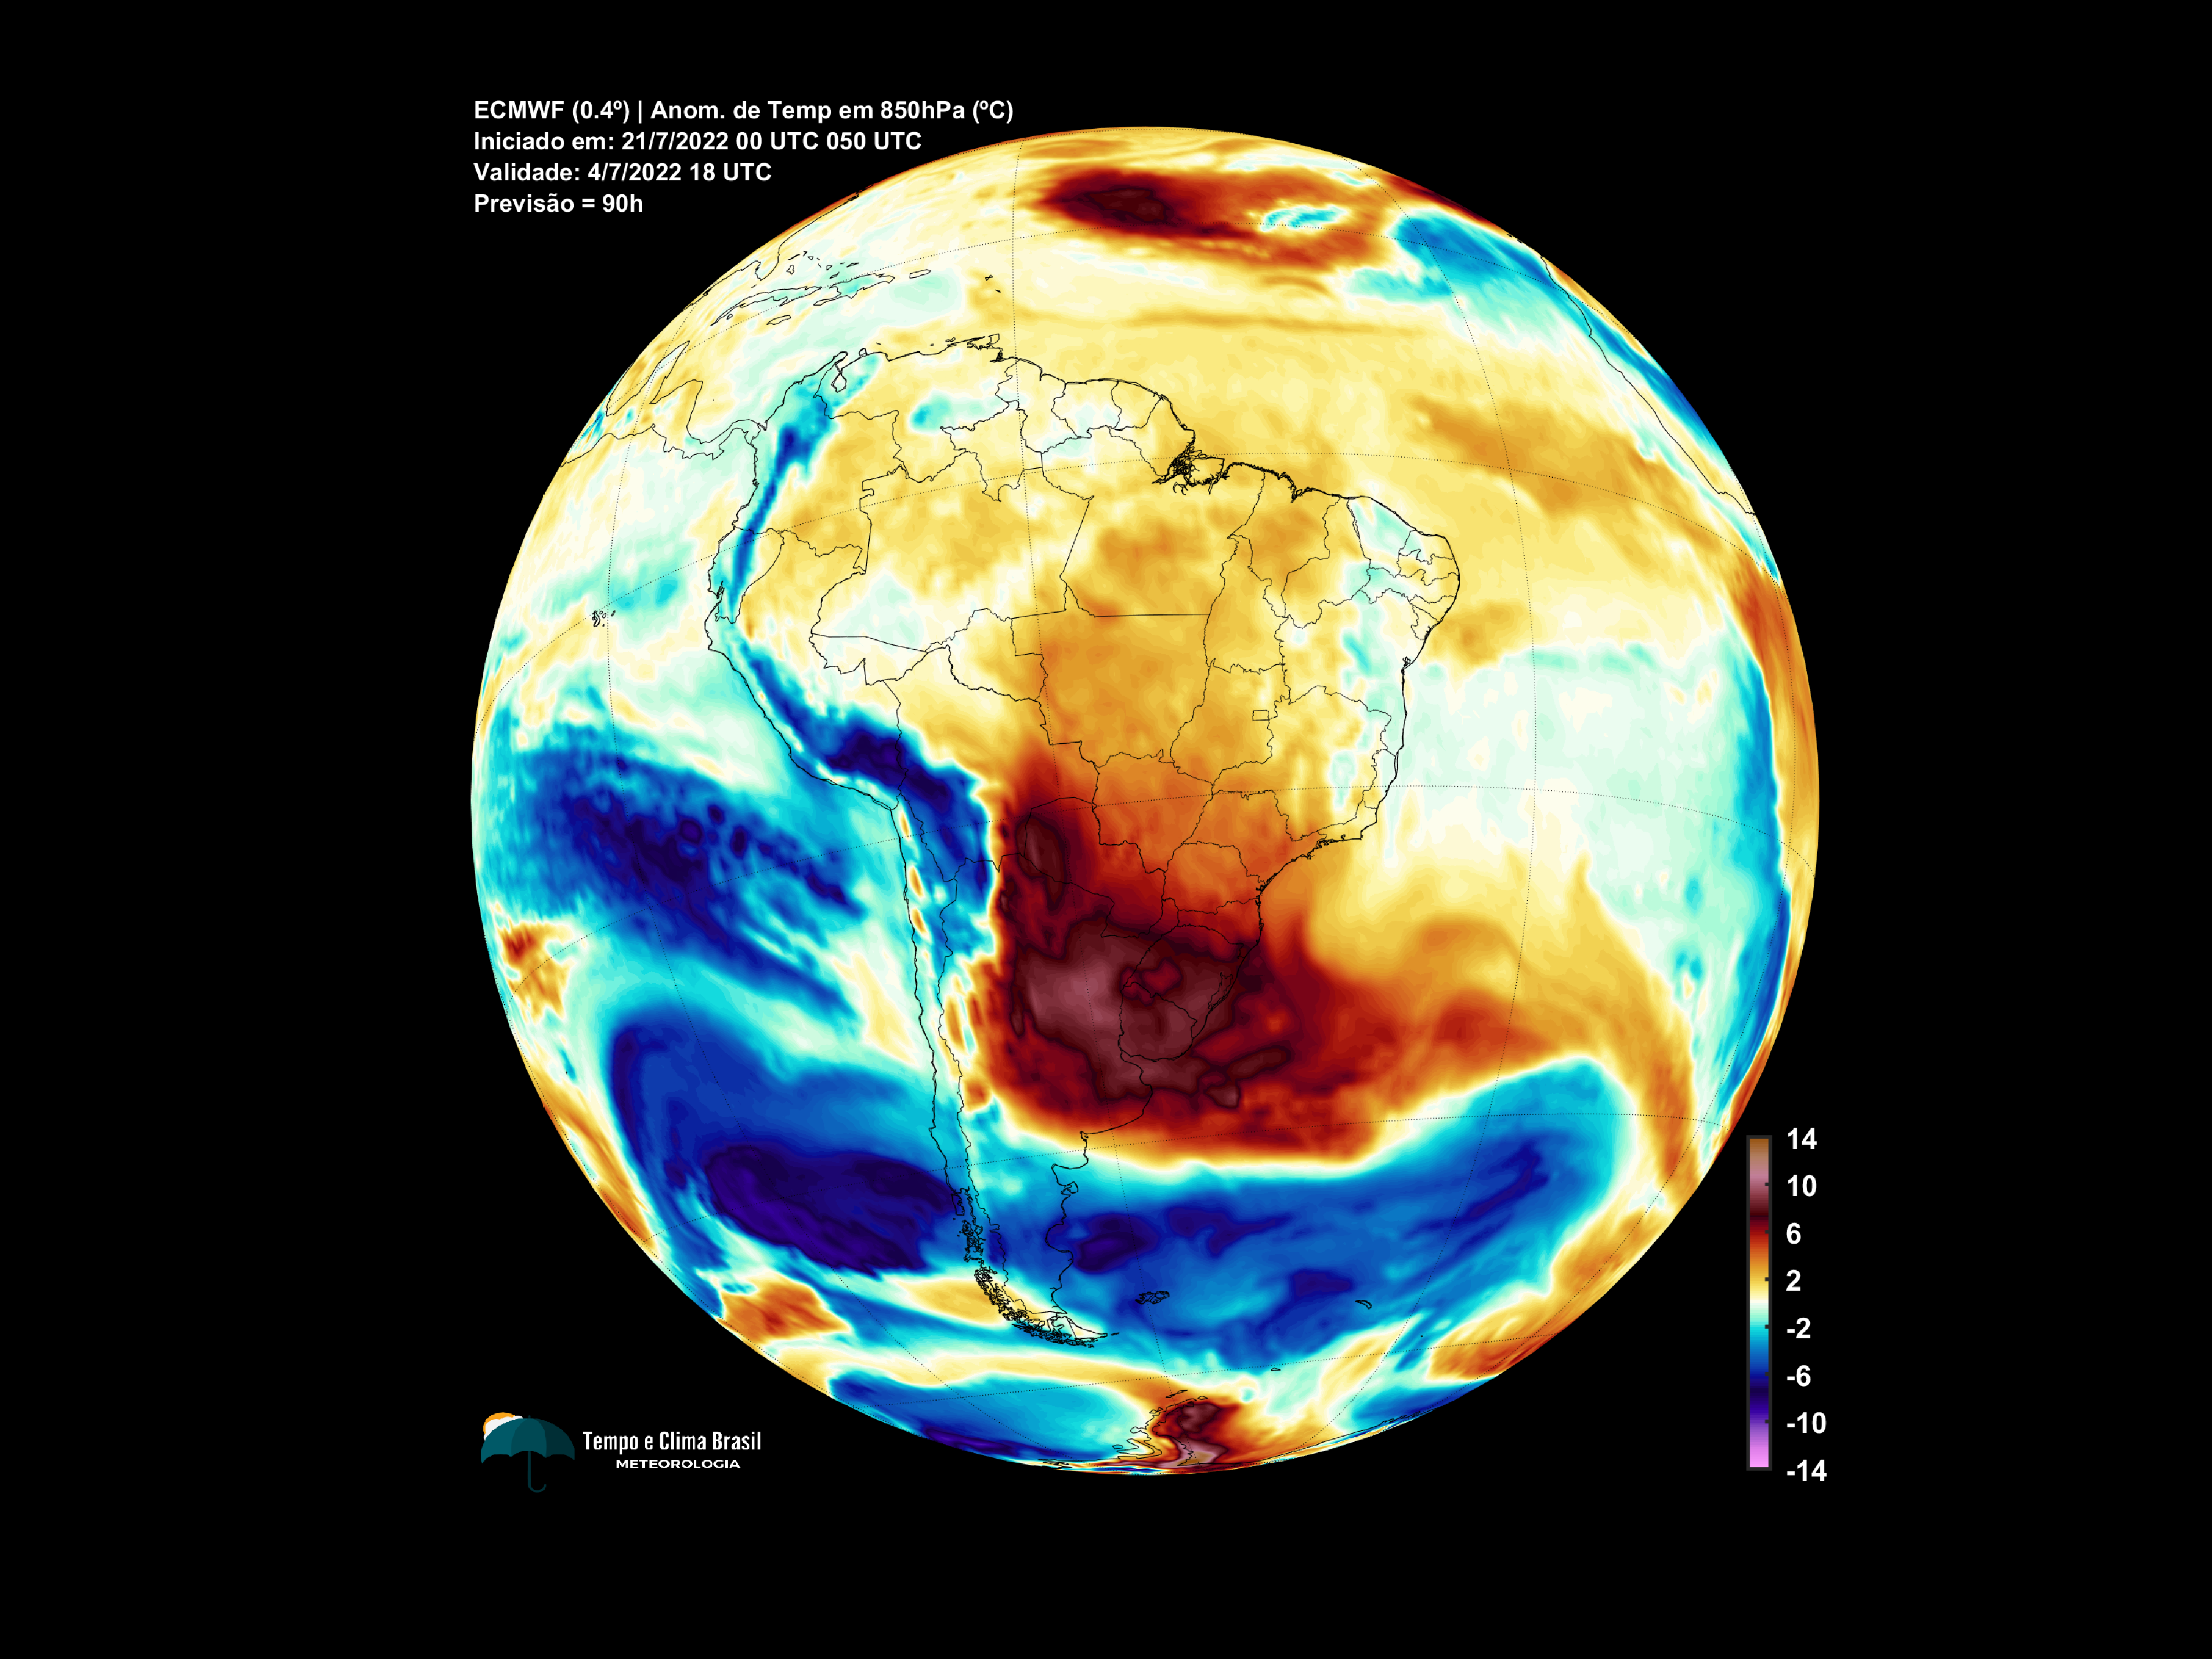 ECMWF (0.4º) | Anom. de Temp em 850hPa (ºC)
Iniciado em: 21/7/2022 00 UTC 050 UTC
Validade: 4/7/2022 18 UTC
Previsão = 90h
14
10
6
2
-2
-6
-10
-14
Tempo e Clima Brasil
METEOROLOGIA